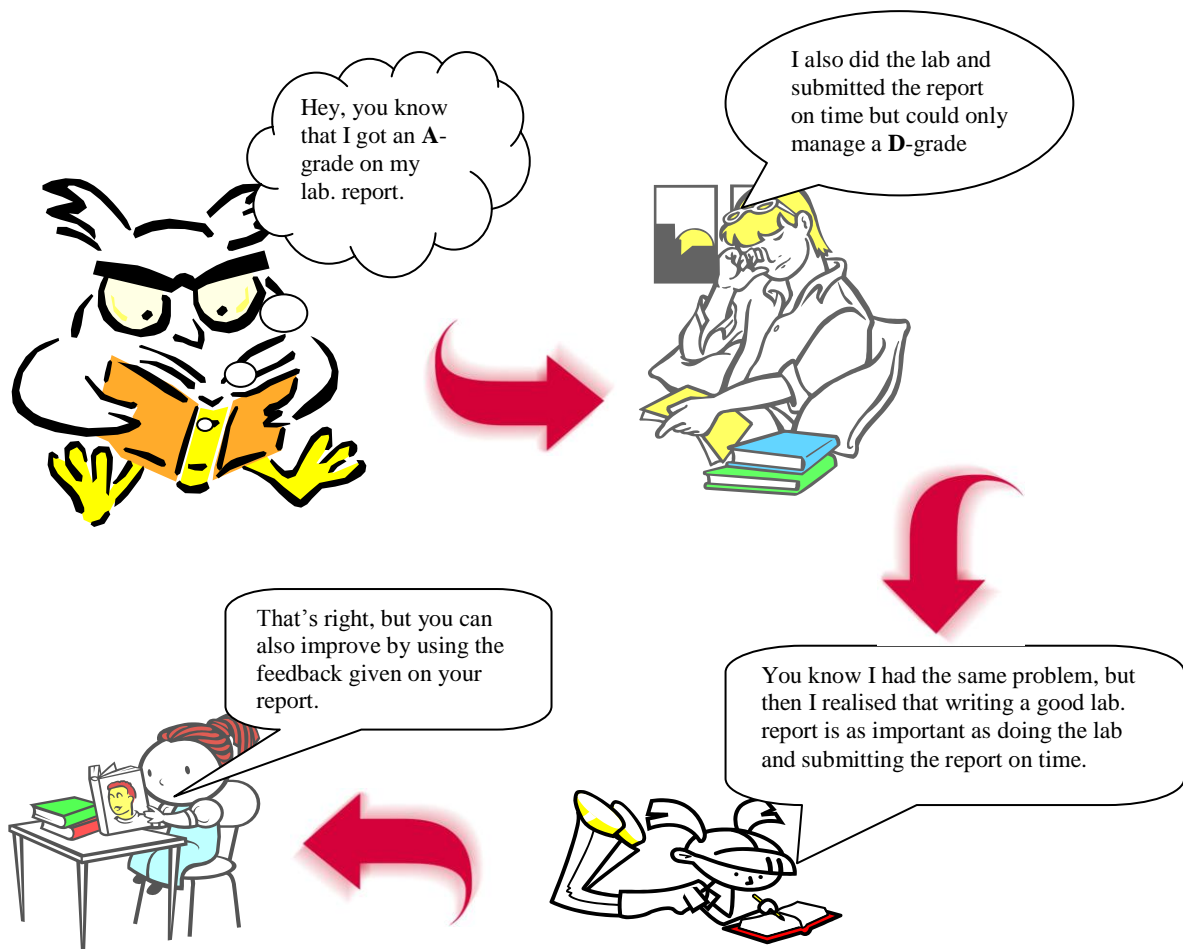 Hey, you know
that I got an A-
grade on my
lab. report.
I also did the lab and
submitted the report
on time but could only
manage a D-grade
You know I had the same problem, but
then I realised that writing a good lab.
report is as important as doing the lab
and submitting the report on time.
That's right, but you can
also improve by using the
feedback given on your
report.